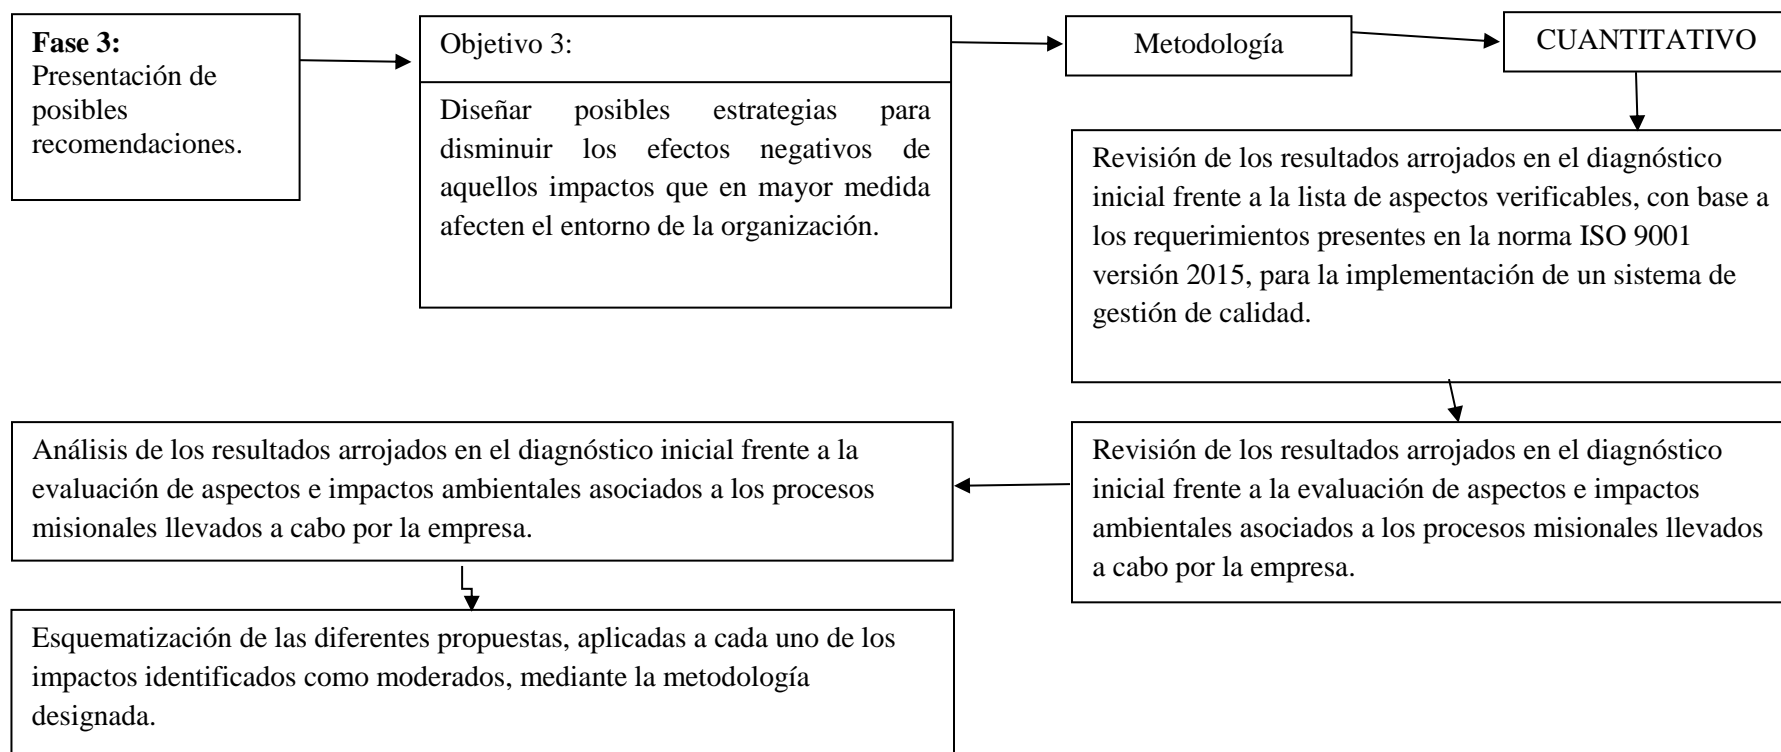 Fase 3:
Presentación de
posibles
recomendaciones.
Objetivo 3:
Diseñar posibles estrategias para
disminuir los efectos negativos de
aquellos impactos que en mayor medida
afecten el entorno de la organización.
Metodología
CUANTITATIVO
Revisión de los resultados arrojados en el diagnóstico
inicial frente a la lista de aspectos verificables, con base a
los requerimientos presentes en la norma ISO 9001
versión 2015, para la implementación de un sistema de
gestión de calidad.
Revisión de los resultados arrojados en el diagnóstico
inicial frente a la evaluación de aspectos e impactos
ambientales asociados a los procesos misionales llevados
a cabo por la empresa.
Análisis de los resultados arrojados en el diagnóstico inicial frente a la
evaluación de aspectos e impactos ambientales asociados a los procesos
misionales llevados a cabo por la empresa.
Esquematización de las diferentes propuestas, aplicadas a cada uno de los
impactos identificados como moderados, mediante la metodología
designada.